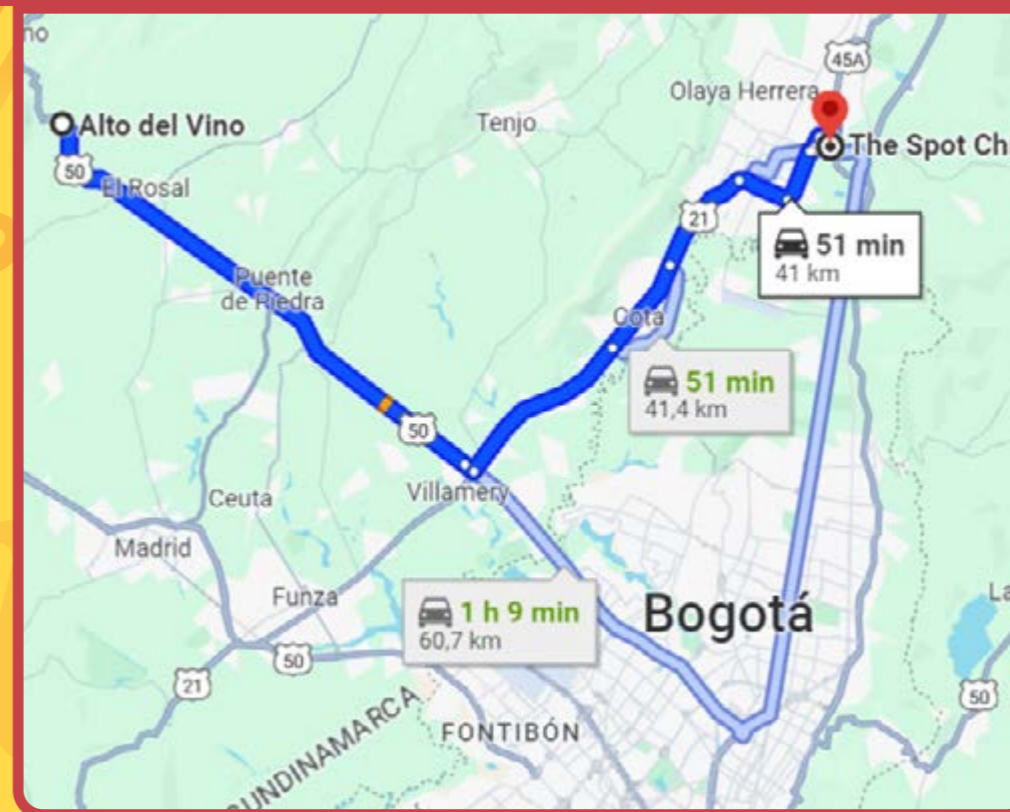 no
45A
Olaya Herrera
Alto del Vino
Tenjo
The Spot Ch
50
El Rosal
21
51 min
41 km
Puente
de Piedra
Cota
51 min
41,4 km
50
Villamery
Ceuta
Madrid
Funza
1 h 9 min
60,7 km
Bogotá
La
50
21
50
FONTIBÓN
CUNDINAMARCA